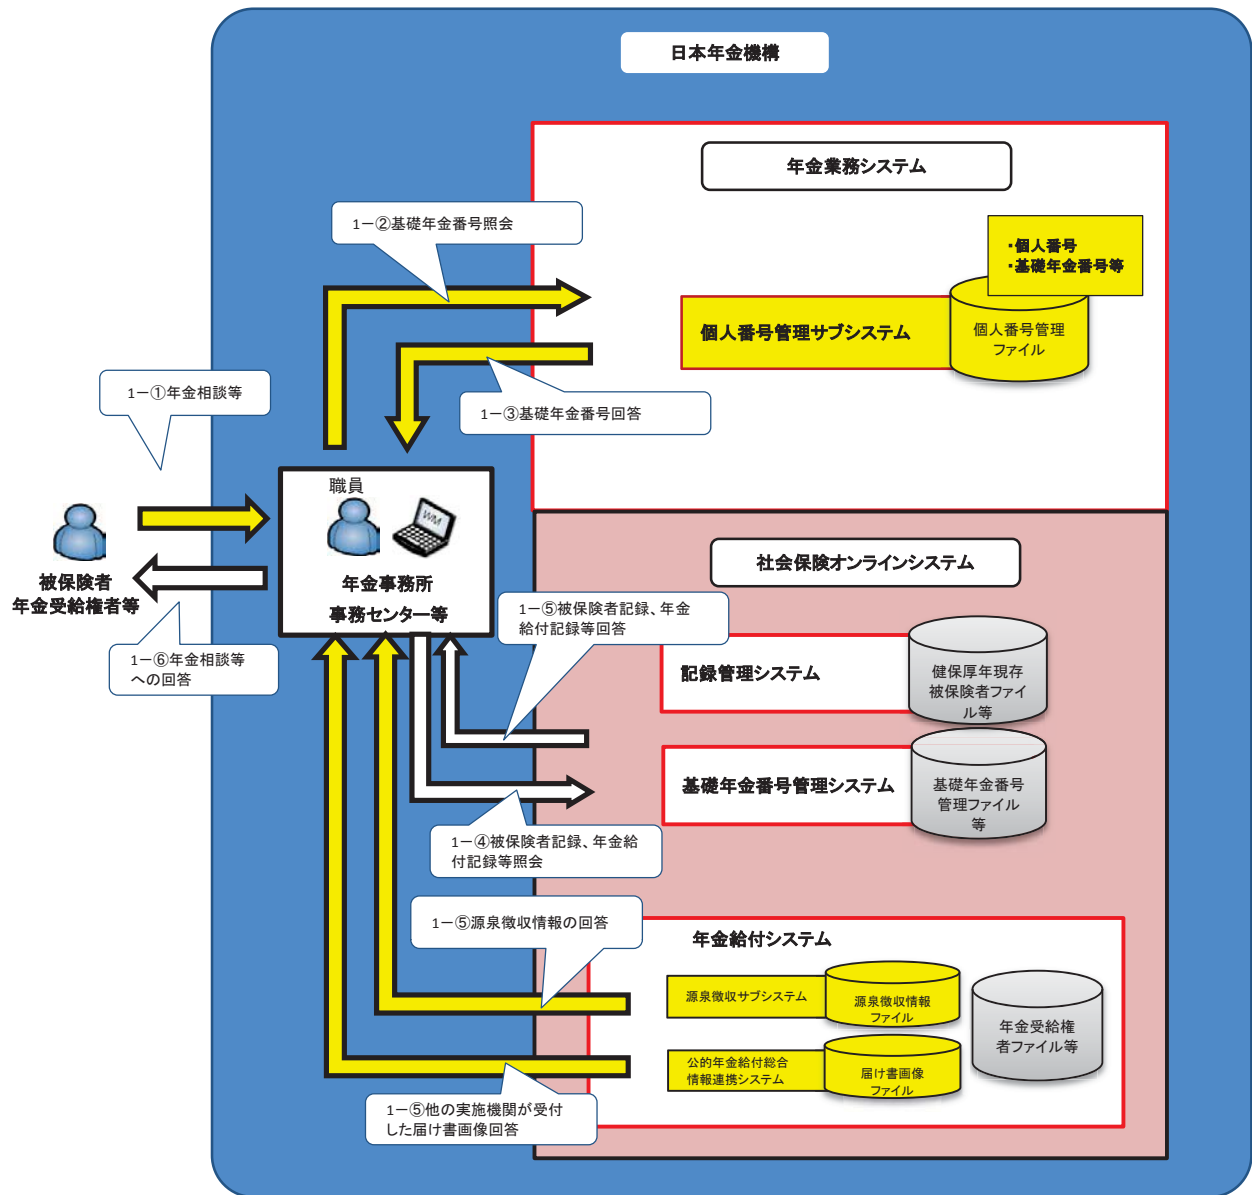 日本年金機構
年金業務システム
1ー②基礎年金番号照会
・個人番号
・基礎年金番号等
個人番号管理サブシステム
個人番号管理
ファイル
1ー③基礎年金番号回答
1ー①年金相談等
職員
WM
年金事務所
事務センター等
被保険者
年金受給権者等
1ー⑥年金相談等
への回答
社会保険オンラインシステム
1ー⑤被保険者記録、年金
給付記録等回答
記録管理システム
健保厚年現存
被保険者ファイ
ル等
基礎年金番号管理システム
基礎年金番号
管理ファイル
等
1ー④被保険者記録、年金給
付記録等照会
1ー⑤源泉徴収情報の回答
年金給付システム
源泉徴収サブシステム
源泉徴収情報
ファイル
年金受給権
者ファイル等
公的年金給付総合
情報連携システム
届け書画像
ファイル
1ー⑤他の実施機関が受付
した届け書画像回答